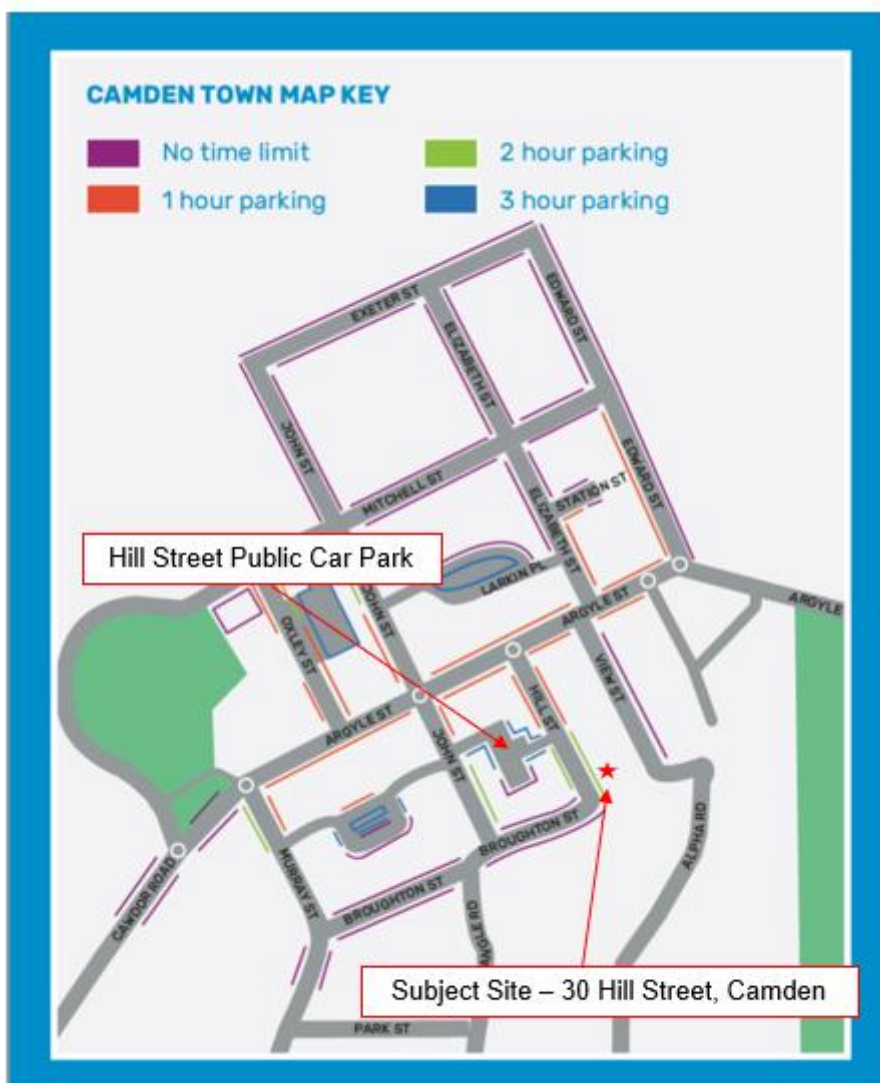 CAMDEN TOWN MAP KEY
No time limit
2 hour parking
1 hour parking
3 hour parking
EXETER ST
EDWARD ST
ELIZABETH ST
JOHN ST
MITCHELL ST
EDWARD ST
STATION ST
ELIZABETH ST
Hill Street Public Car Park
LARKIN PL
JOHN ST
OXLEY ST
ARGYLE ST
ARGYLE
VIEW ST
HILL ST
ARGYLE ST
JOHN ST
BROUGHTON ST
ALPHA RD
MURRAY ST
BROUGHTON ST
CAWDOR ROAD
NGLE RD
Subject Site – 30 Hill Street, Camden
PARK ST